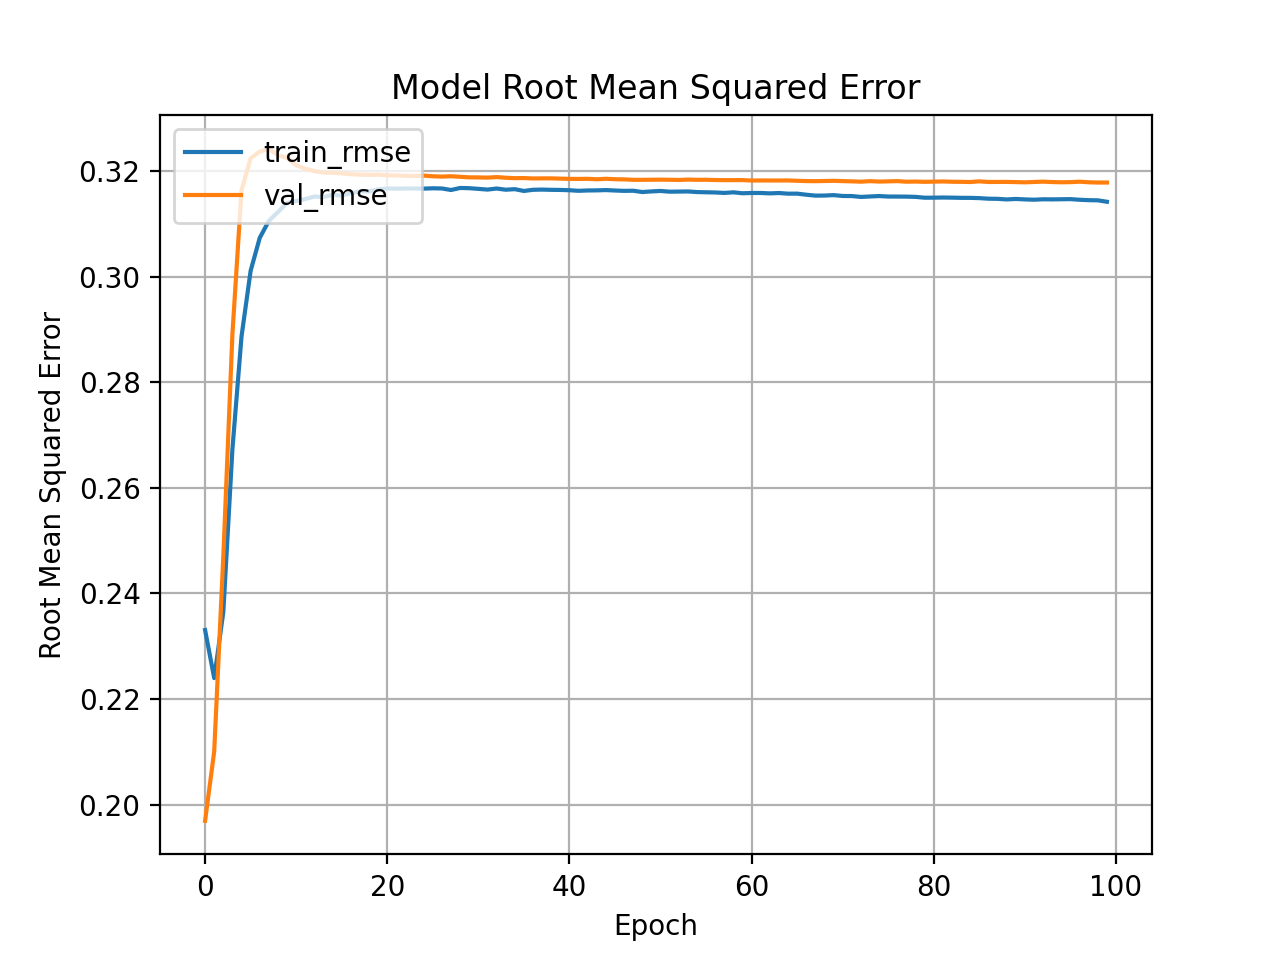 Model Root Mean Squared Error
train_rmse
val_rmse
0.32
0.30
0.28
0.26
0.24
0.22
0.20
Root Mean Squared Error
0 20 40 60 80 100
Epoch